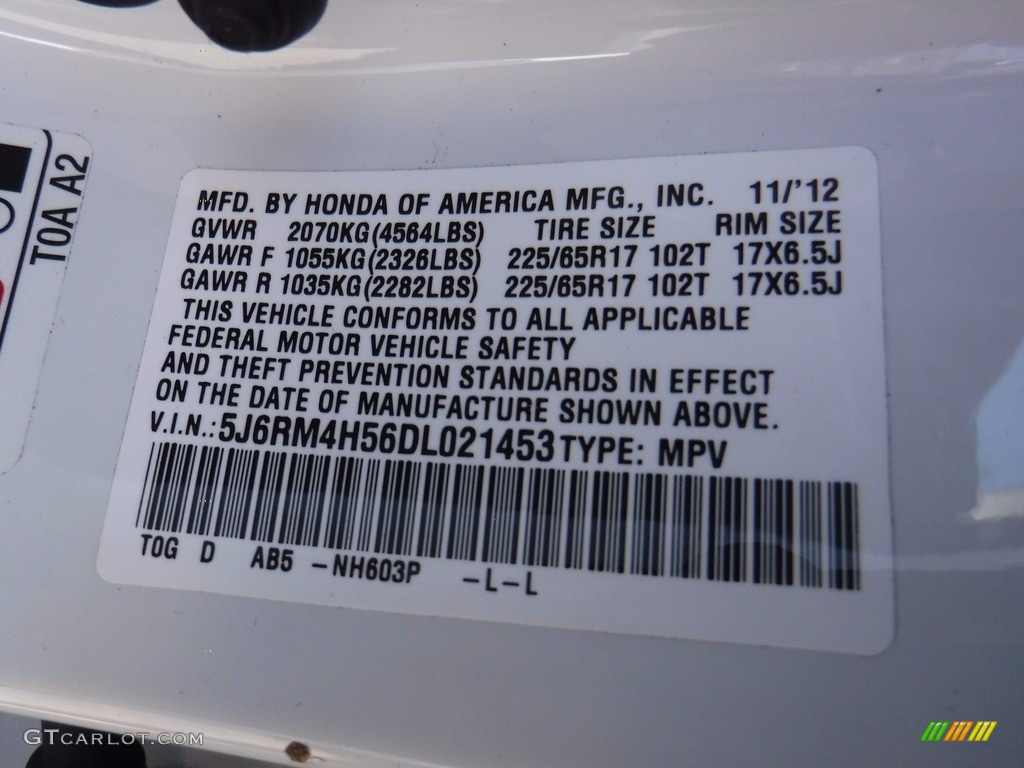 T0A A2
MFD. BY HONDA OF AMERICA MFG., INC. 11/'12
GVWR 2070KG(4564LBS) TIRE SIZE RIM SIZE
GAWR F 1055KG(2326LBS) 225/65R17 102T 17X6.5J
GAWR R 1035KG(2282LBS) 225/65R17 102T 17X6.5J
THIS VEHICLE CONFORMS TO ALL APPLICABLE
FEDERAL MOTOR VEHICLE SAFETY
AND THEFT PREVENTION STANDARDS IN EFFECT
ON THE DATE OF MANUFACTURE SHOWN ABOVE.
V.I.N.: 5J6RM4H56DL021453 TYPE: MPV
T0G D AB5 -NH603P -L-L
GTCARLOT.COM